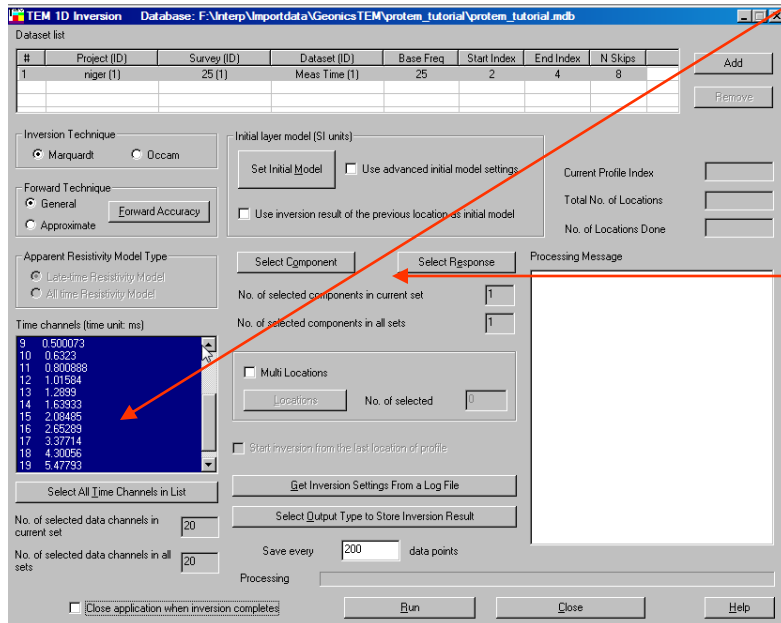 TEM 1D Inversion Database: F:\Interp\Importdata\GeonicsTEM\protem_tutorial\protem_tutorial.mdb
Dataset list
# Project (ID) Survey (ID) Dataset (ID) Base Freq Start Index End Index N Skips
1 niger (1) 25 (1) Meas Time (1) 25 2 4 8
Add
Remove
Inversion Technique
Marquardt Occam
Forward Technique
General
Approximate
Forward Accuracy
Initial layer model (SI units)
Set Initial Model
Use advanced initial model settings
Use inversion result of the previous location as initial model
Current Profile Index
Total No. of Locations
No. of Locations Done
Apparent Resistivity Model Type
Late-time Resistivity Model
All time Resistivity Model
Select Component
Select Response
No. of selected components in current set 1
No. of selected components in all sets 1
Processing Message
Time channels (time unit: ms)
9 0.500073
10 0.6323
11 0.800888
12 1.01584
13 1.2899
14 1.63933
15 2.08485
16 2.65289
17 3.37714
18 4.30056
19 5.47793
Select All Time Channels in List
No. of selected data channels in current set 20
No. of selected data channels in all sets 20
Multi Locations
Locations
No. of selected 0
Start inversion from the last location of profile
Get Inversion Settings From a Log File
Select Output Type to Store Inversion Result
Save every 200 data points
Processing
Close application when inversion completes
Run
Close
Help